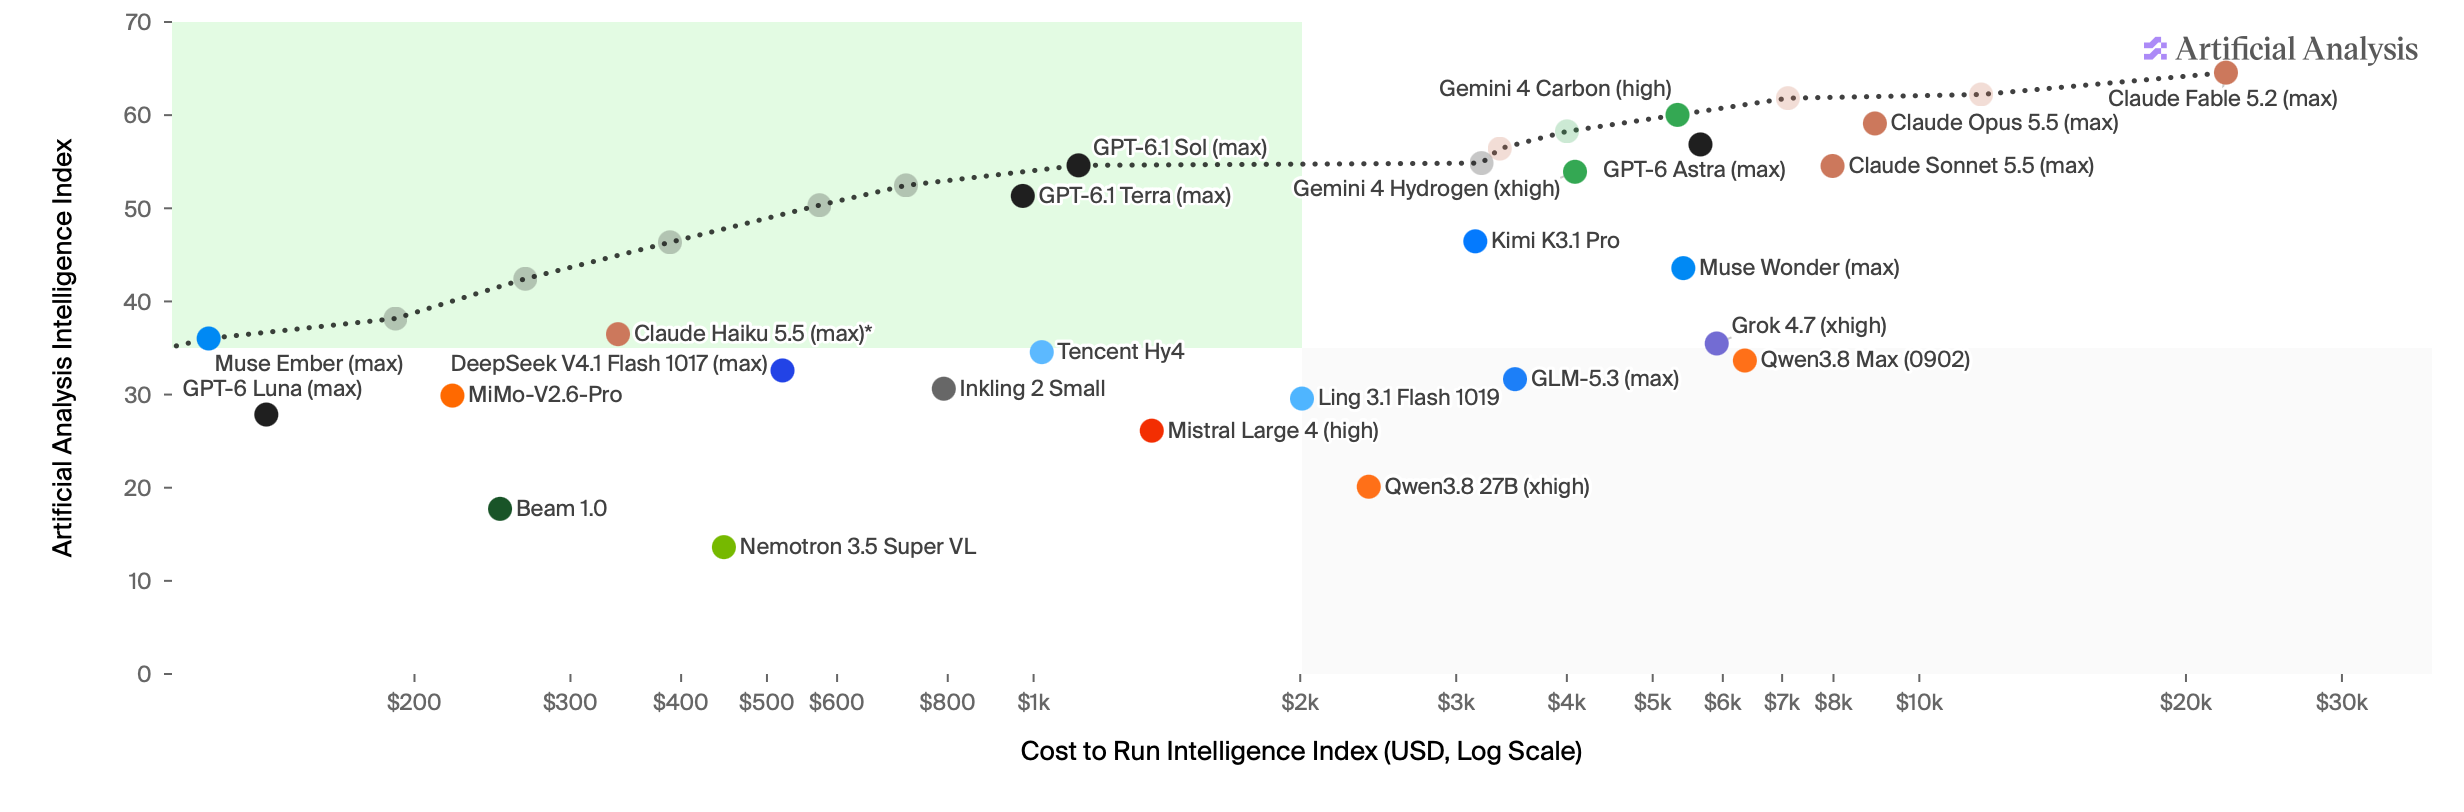 Artificial Analysis
Artificial Analysis Intelligence Index
70
60
50
40
30
20
10
0
Gemini 4 Carbon (high)
Claude Fable 5.2 (max)
Claude Opus 5.5 (max)
GPT-6.1 Sol (max)
GPT-6 Astra (max)
Claude Sonnet 5.5 (max)
Gemini 4 Hydrogen (xhigh)
GPT-6.1 Terra (max)
Kimi K3.1 Pro
Muse Wonder (max)
Grok 4.7 (xhigh)
Claude Haiku 5.5 (max)*
Tencent Hy4
Qwen3.8 Max (0902)
Muse Ember (max)
DeepSeek V4.1 Flash 1017 (max)
GLM-5.3 (max)
GPT-6 Luna (max)
MiMo-V2.6-Pro
Inkling 2 Small
Ling 3.1 Flash 1019
Mistral Large 4 (high)
Qwen3.8 27B (xhigh)
Beam 1.0
Nemotron 3.5 Super VL
$200 $300 $400 $500 $600 $800 $1k $2k $3k $4k $5k $6k $7k $8k $10k $20k $30k
Cost to Run Intelligence Index (USD, Log Scale)